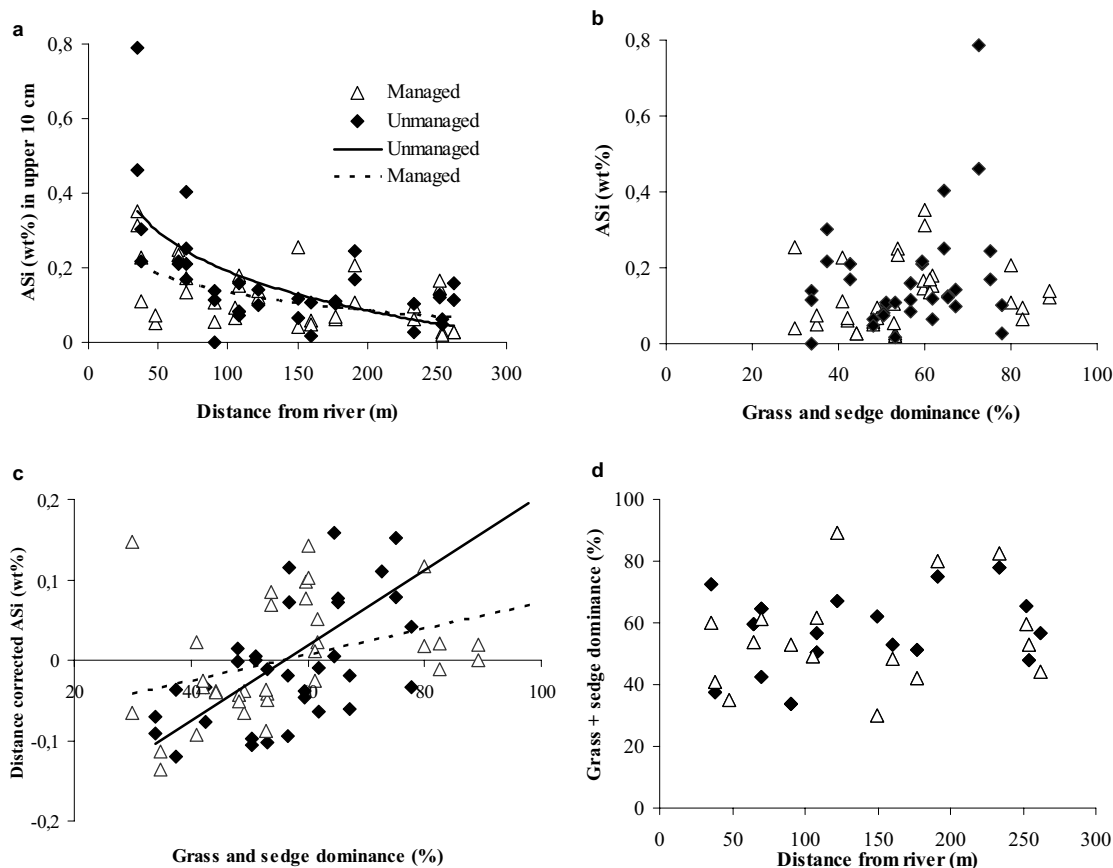 a
ASi (wt%) in upper 10 cm
0,8
0,6
0,4
0,2
0
0 50 100 150 200 250 300
Distance from river (m)
Managed
Unmanaged
Unmanaged
Managed
b
ASi (wt%)
0,8
0,6
0,4
0,2
0
0 20 40 60 80 100
Grass and sedge dominance (%)
c
Distance corrected ASi (wt%)
0,2
0,1
0
-0,1
-0,2
20 40 60 80 100
Grass and sedge dominance (%)
d
Grass + sedge dominance (%)
100
80
60
40
20
0
0 50 100 150 200 250 300
Distance from river (m)